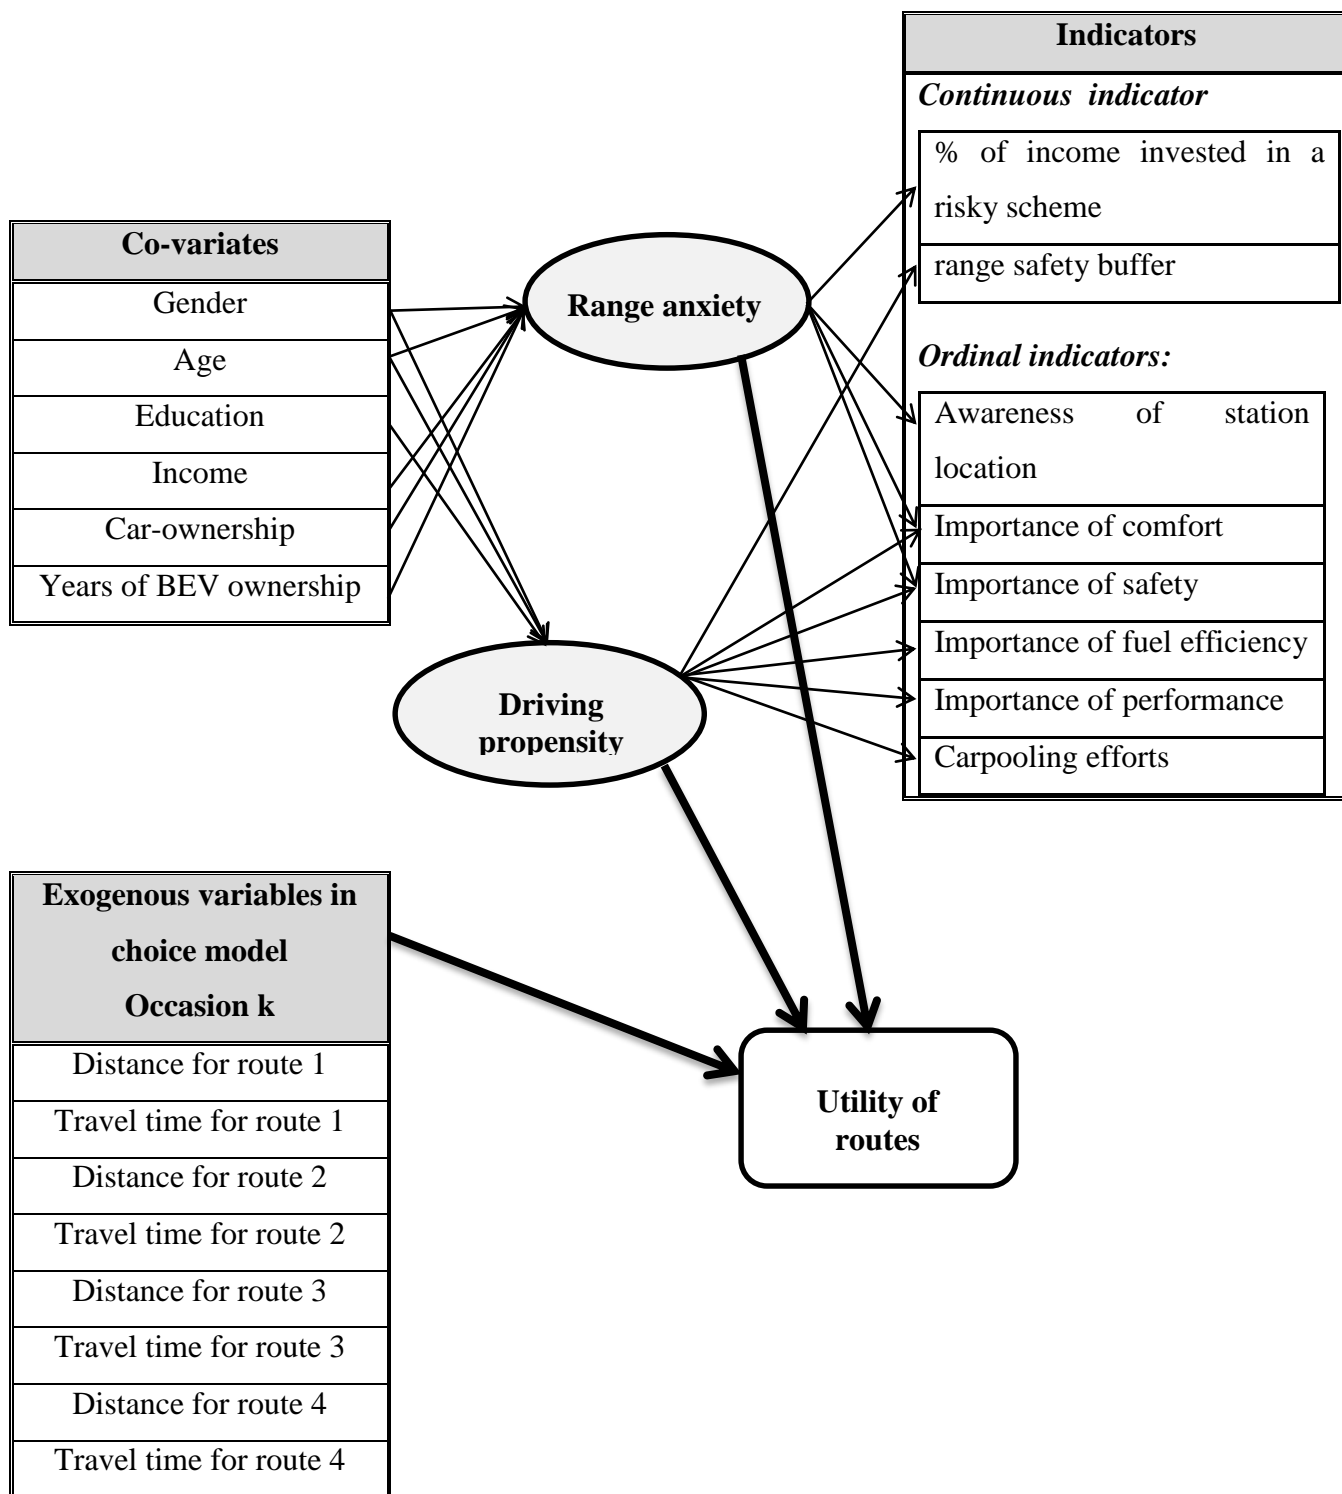 Indicators
Continuous indicator
% of income invested in a
risky scheme
range safety buffer
Ordinal indicators:
Awareness of station
location
Importance of comfort
Importance of safety
Importance of fuel efficiency
Importance of performance
Carpooling efforts
Co-variates
Gender
Age
Education
Income
Car-ownership
Years of BEV ownership
Range anxiety
Driving
propensity
Exogenous variables in
choice model
Occasion k
Distance for route 1
Travel time for route 1
Distance for route 2
Travel time for route 2
Distance for route 3
Travel time for route 3
Distance for route 4
Travel time for route 4
Utility of
routes